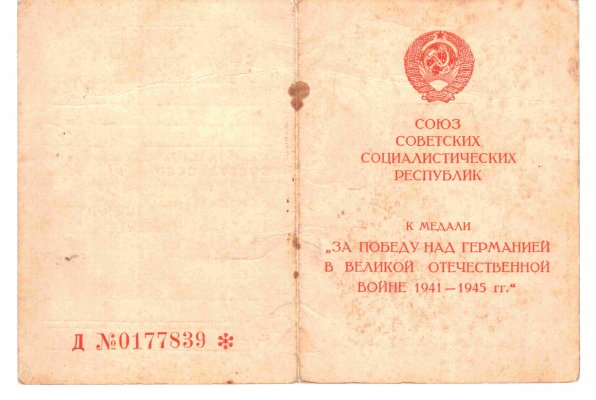 Д №0177839 *
СОЮЗ
СОВЕТСКИХ
СОЦИАЛИСТИЧЕСКИХ
РЕСПУБЛИК
К МЕДАЛИ
„ЗА ПОБЕДУ НАД ГЕРМАНИЕЙ
В ВЕЛИКОЙ ОТЕЧЕСТВЕННОЙ
ВОЙНЕ 1941—1945 гг.“